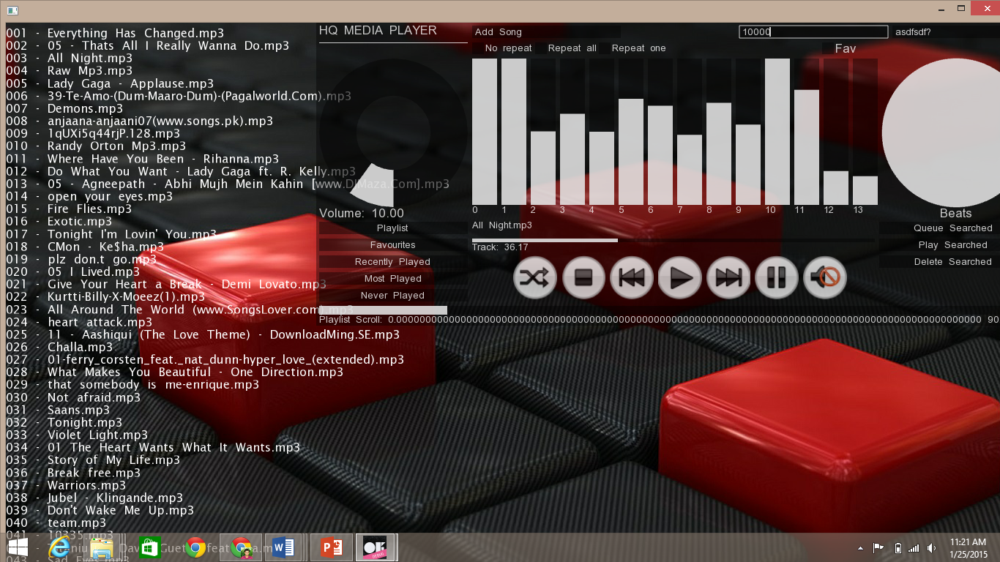 001 - Everything Has Changed.mp3
002 - 05 - Thats All I Really Wanna Do.mp3
003 - All Night.mp3
004 - Raw Mp3.mp3
005 - Lady Gaga - Applause.mp3
006 - 39-Te-Amo-(Dum-Maaro-Dum)-(Pagalworld.Com).mp3
007 - Demons.mp3
008 - anjaana-anjaani07(www.songs.pk).mp3
009 - 1qUXi5q44rjP.128.mp3
010 - Randy Orton Mp3.mp3
011 - Where Have You Been - Rihanna.mp3
012 - Do What You Want - Lady Gaga ft. R. Kelly.mp3
013 - 05 - Agneepath - Abhi Mujh Mein Kahin [www.DJMaza.Com].mp3
014 - open your eyes.mp3
015 - Fire Flies.mp3
016 - Exotic.mp3
017 - Tonight I'm Lovin' You.mp3
018 - CMon - Ke$ha.mp3
019 - plz don.t go.mp3
020 - 05 I Lived.mp3
021 - Give Your Heart a Break - Demi Lovato.mp3
022 - Kurtti-Billy-X-Moeez(1).mp3
023 - All Around The World (www.SongsLover.com).mp3
024 - heart attack.mp3
025 - 11 - Aashiqui (The Love Theme) - DownloadMing.SE.mp3
026 - Challa.mp3
027 - 01-ferry_corsten_feat._nat_dunn-hyper_love_(extended).mp3
028 - What Makes You Beautiful - One Direction.mp3
029 - that somebody is me-enrique.mp3
030 - Not afraid.mp3
031 - Saans.mp3
032 - Tonight.mp3
033 - Violet Light.mp3
034 - 01 The Heart Wants What It Wants.mp3
035 - Story of My Life.mp3
036 - Break free.mp3
037 - Warriors.mp3
038 - Jubel - Klingande.mp3
039 - Don't Wake Me Up.mp3
040 - team.mp3
041 - 10335.mp3
043 - Sad Eyes.mp3
HQ MEDIA PLAYER
Volume: 10.00
Playlist
Favourites
Recently Played
Most Played
Never Played
Add Song
10000
asdfsdf?
No repeat Repeat all Repeat one
Fav
0 1 2 3 4 5 6 7 8 9 10 11 12 13
All Night.mp3
Track: 36.17
Beats
Queue Searched
Play Searched
Delete Searched
11:21 AM
1/25/2015